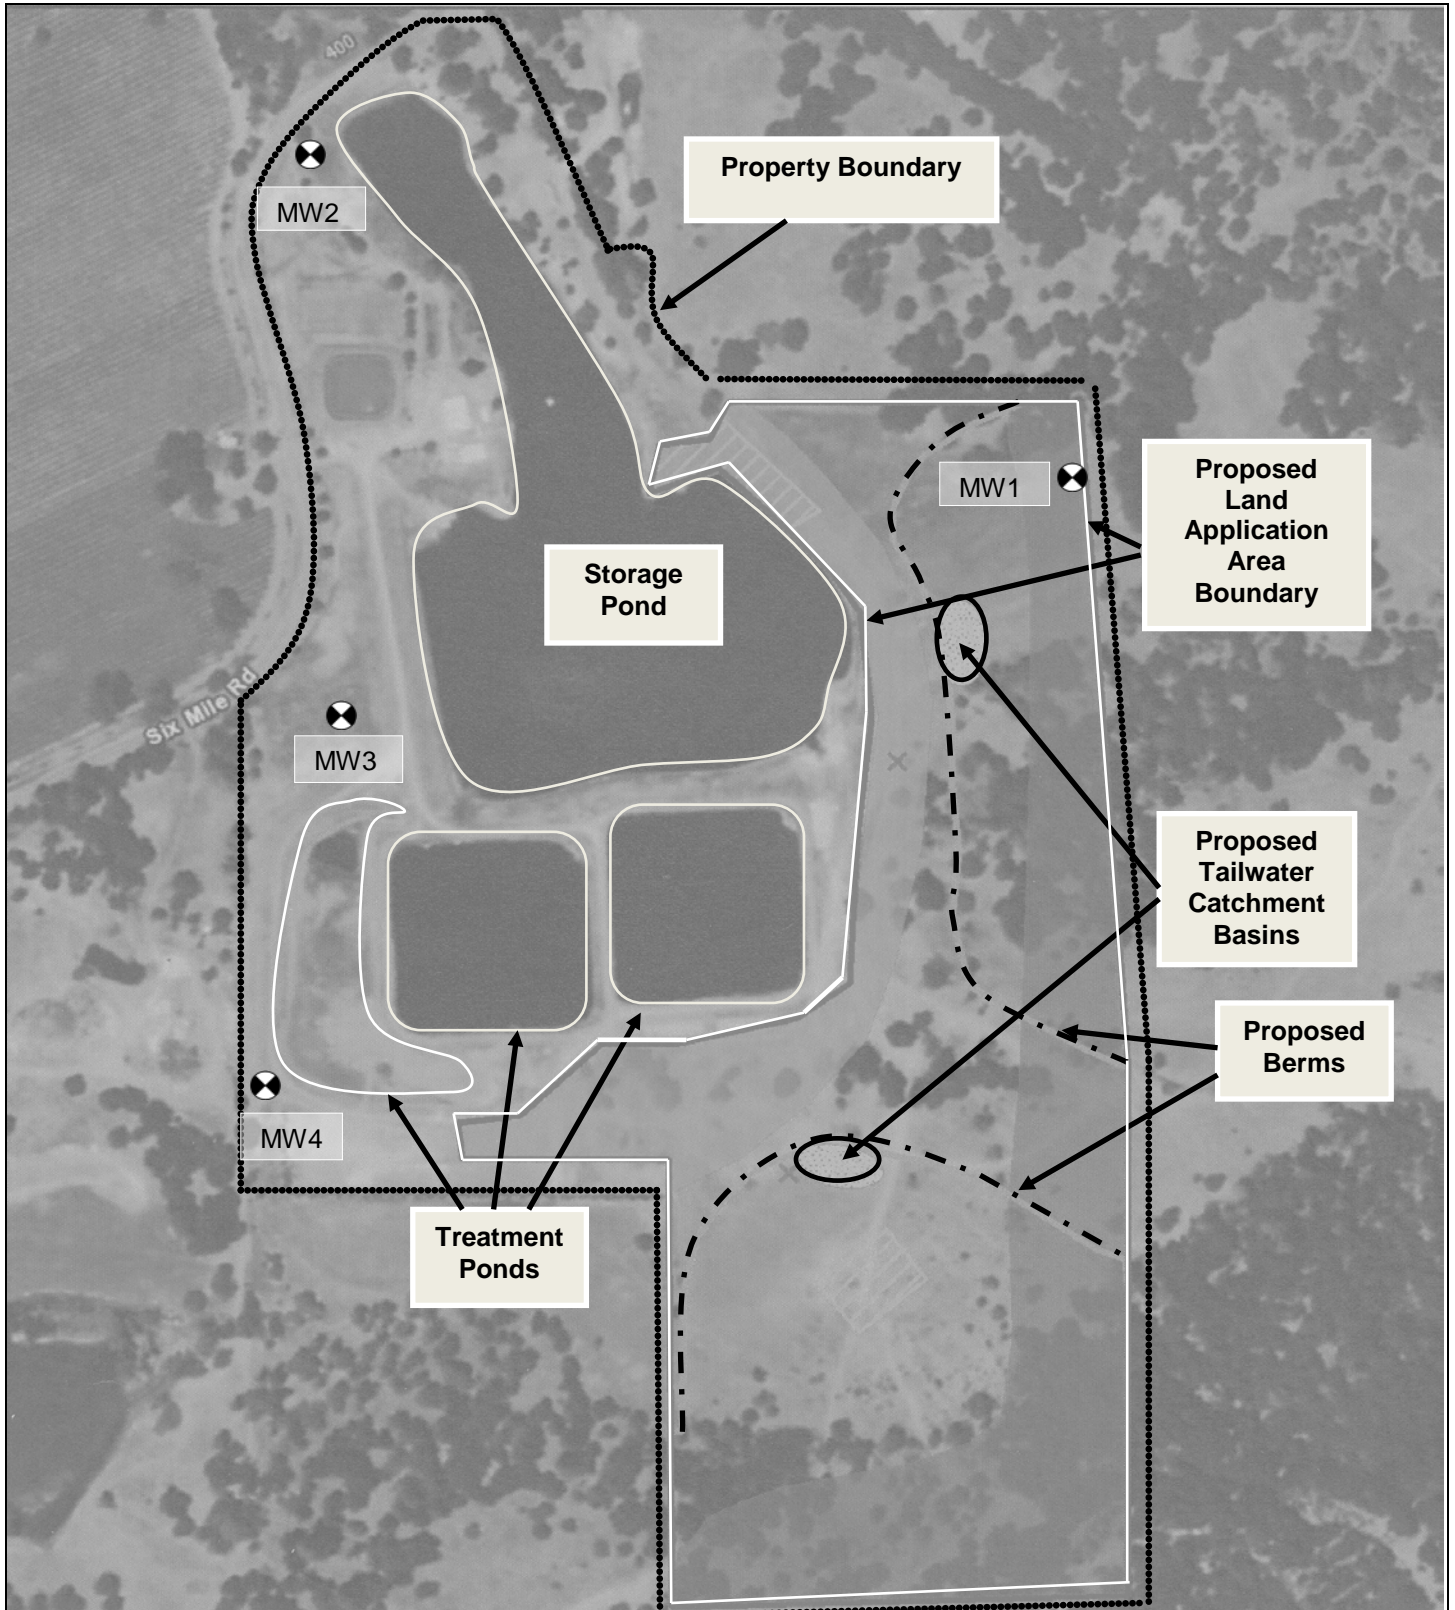 400
Property Boundary
MW2
MW1
Proposed
Land
Application
Area
Boundary
Storage
Pond
Six Mile Rd
MW3
Proposed
Tailwater
Catchment
Basins
Proposed
Berms
MW4
Treatment
Ponds